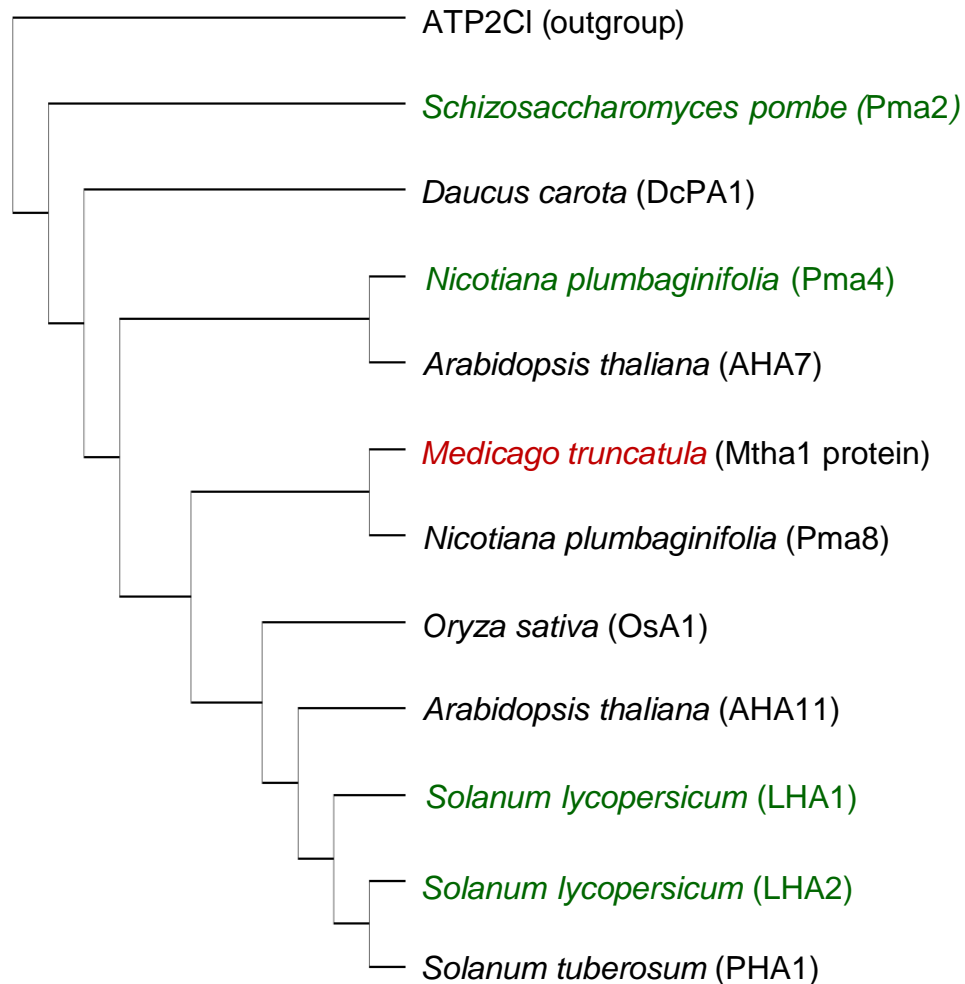 ATP2Cl (outgroup)
Schizosaccharomyces pombe (Pma2)
Daucus carota (DcPA1)
Nicotiana plumbaginifolia (Pma4)
Arabidopsis thaliana (AHA7)
Medicago truncatula (Mtha1 protein)
Nicotiana plumbaginifolia (Pma8)
Oryza sativa (OsA1)
Arabidopsis thaliana (AHA11)
Solanum lycopersicum (LHA1)
Solanum lycopersicum (LHA2)
Solanum tuberosum (PHA1)